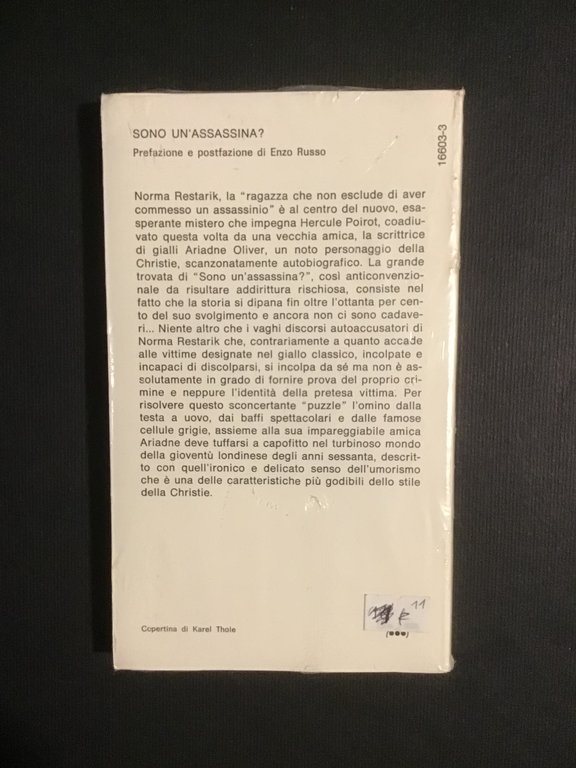 SONO UN'ASSASSINA?
Prefazione e postfazione di Enzo Russo
16603-3
Norma Restarik, la "ragazza che non esclude di aver
commesso un assassinio" è al centro del nuovo, esa-
sperante mistero che impegna Hercule Poirot, coadiu-
vato questa volta da una vecchia amica, la scrittrice
di gialli Ariadne Oliver, un noto personaggio della
Christie, scanzonatamente autobiografico. La grande
trovata di "Sono un'assassina?", così anticonvenzio-
nale da risultare addirittura rischiosa, consiste nel
fatto che la storia si dipana fin oltre l'ottanta per cento
del suo svolgimento e ancora non ci sono cadave-
ri... Niente altro che i vaghi discorsi autoaccusatori di
Norma Restarik che, contrariamente a quanto accade
alle vittime designate nel giallo classico, incolpate e
incapaci di discolparsi, si incolpa da sé ma non è as-
solutamente in grado di fornire prova del proprio cri-
mine e neppure l'identità della pretesa vittima. Per
risolvere questo sconcertante "puzzle" l'omino dalla
testa a uovo, dai baffi spettacolari e dalle famose
cellule grigie, assieme alla sua impareggiabile amica
Ariadne deve tuffarsi a capofitto nel turbinoso mondo
della gioventù londinese degli anni sessanta, descrit-
to con quell'ironico e delicato senso dell'umorismo
che è una delle caratteristiche più godibili dello stile
della Christie.
Copertina di Karel Thole
11
(●●●)